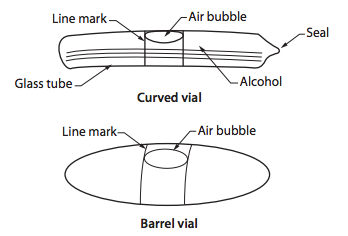 Line mark
Air bubble
Seal
Glass tube
Alcohol
Curved vial
Line mark
Air bubble
Barrel vial